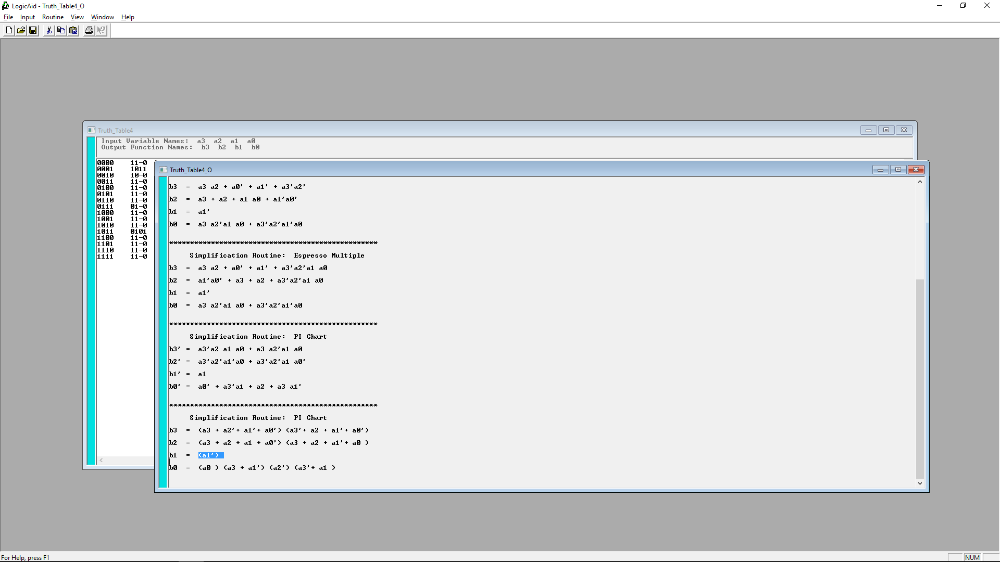 LogicAid - Truth_Table4_O
File Input Routine View Window Help
Truth_Table4
Input Variable Names: a3 a2 a1 a0
Output Function Names: b3 b2 b1 b0
0000 11-0
0001 1011
0010 10-0
0011 11-0
0100 11-0
0101 11-0
0110 11-0
0111 01-0
1000 11-0
1001 11-0
1010 11-0
1011 0101
1100 11-0
1101 11-0
1110 11-0
1111 11-0
Truth_Table4_O
b3 = a3 a2 + a0' + a1' + a3'a2'
b2 = a3 + a2 + a1 a0 + a1'a0'
b1 = a1'
b0 = a3 a2'a1 a0 + a3'a2'a1'a0
**************************************************
Simplification Routine: Espresso Multiple
b3 = a3 a2 + a0' + a1' + a3'a2'a1 a0
b2 = a1'a0' + a3 + a2 + a3'a2'a1 a0
b1 = a1'
b0 = a3 a2'a1 a0 + a3'a2'a1'a0
**************************************************
Simplification Routine: PI Chart
b3' = a3'a2 a1 a0 + a3 a2'a1 a0
b2' = a3'a2'a1'a0 + a3'a2'a1 a0'
b1' = a1
b0' = a0' + a3'a1 + a2 + a3 a1'
**************************************************
Simplification Routine: PI Chart
b3 = (a3 + a2'+ a1'+ a0') (a3'+ a2 + a1'+ a0')
b2 = (a3 + a2 + a1 + a0') (a3 + a2 + a1'+ a0 )
b1 = (a1')
b0 = (a0 ) (a3 + a1') (a2') (a3'+ a1 )
For Help, press F1
NUM